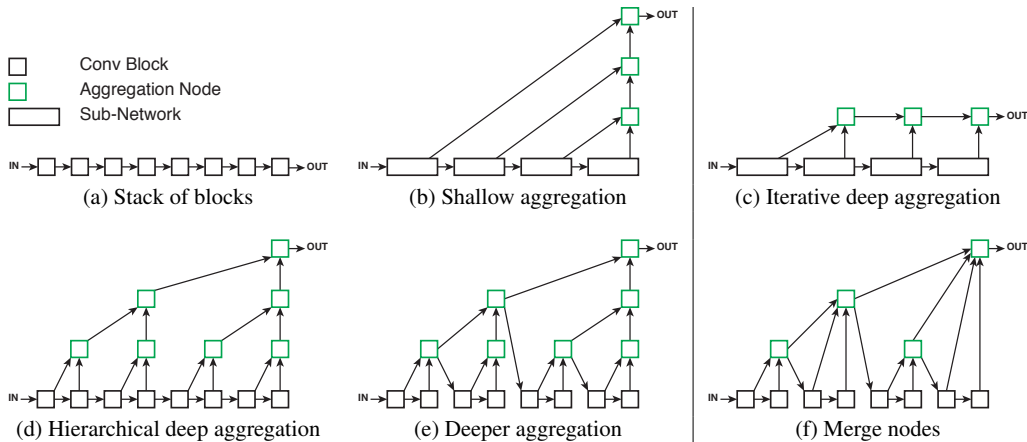 Conv Block
Aggregation Node
Sub-Network
IN
OUT
(a) Stack of blocks
OUT
IN
(b) Shallow aggregation
OUT
IN
(c) Iterative deep aggregation
OUT
IN
(d) Hierarchical deep aggregation
OUT
IN
(e) Deeper aggregation
OUT
IN
(f) Merge nodes